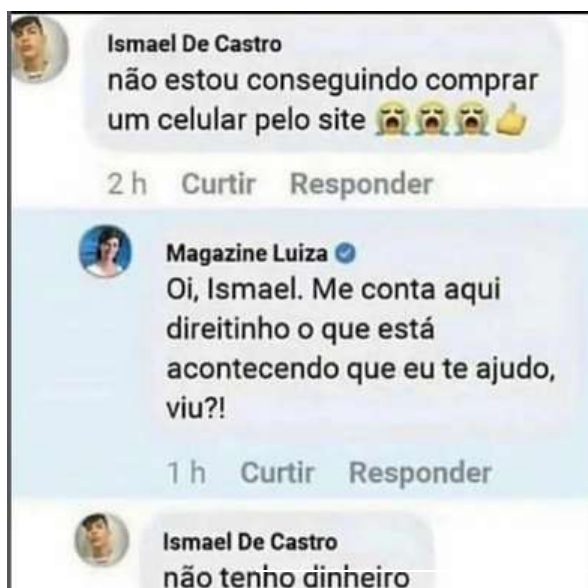 Ismael De Castro
não estou conseguindo comprar
um celular pelo site 😭😭😭👍
2 h Curtir Responder
Magazine Luiza
Oi, Ismael. Me conta aqui
direitinho o que está
acontecendo que eu te ajudo,
viu?!
1 h Curtir Responder
Ismael De Castro
não tenho dinheiro